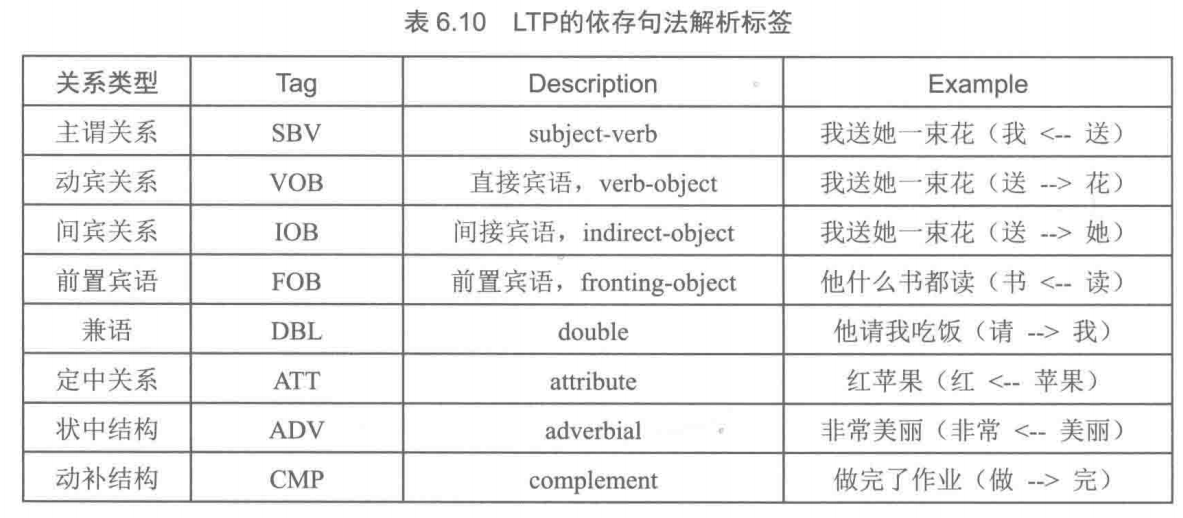 表 6.10 LTP的依存句法解析标签
关系类型 Tag Description Example
主谓关系 SBV subject-verb 我送她一束花（我 <-- 送）
动宾关系 VOB 直接宾语，verb-object 我送她一束花（送 --> 花）
间宾关系 IOB 间接宾语，indirect-object 我送她一束花（送 --> 她）
前置宾语 FOB 前置宾语，fronting-object 他什么书都读（书 <-- 读）
兼语 DBL double 他请我吃饭（请 --> 我）
定中关系 ATT attribute 红苹果（红 <-- 苹果）
状中结构 ADV adverbial 非常美丽（非常 <-- 美丽）
动补结构 CMP complement 做完了作业（做 --> 完）